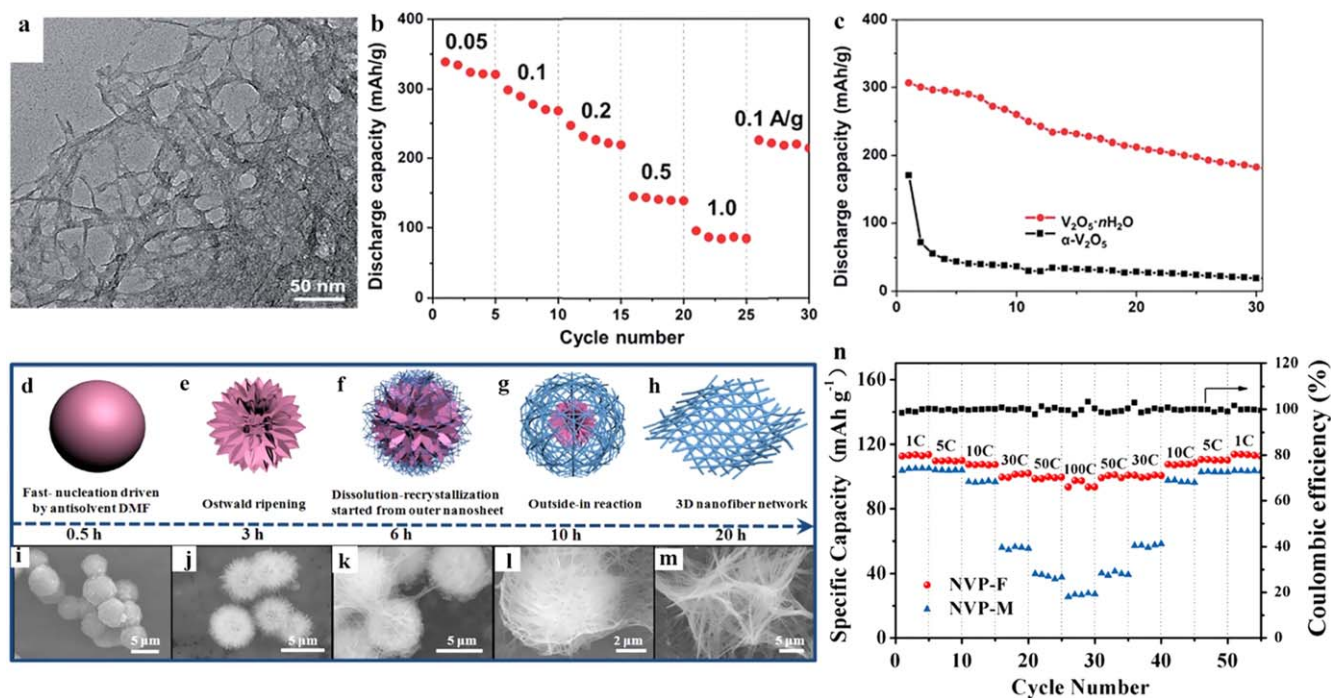 a
50 nm
b
Discharge capacity (mAh/g)
400
300
200
100
0
0.05
0.1
0.2
0.5
1.0
0.1 A/g
0 5 10 15 20 25 30
Cycle number
c
Discharge capacity (mAh/g)
400
300
200
100
0
V₂O₅·nH₂O
α-V₂O₅
0 10 20 30
d
e
f
g
h
Fast- nucleation driven
by antisolvent DMF
Ostwald ripening
Dissolution-recrystallization
started from outer nanosheet
Outside-in reaction
3D nanofiber network
0.5 h
3 h
6 h
10 h
20 h
i
5 μm
j
5 μm
k
5 μm
l
2 μm
m
5 μm
n
Specific Capacity (mAh g⁻¹)
160
120
80
40
0
1C 5C 10C 30C 50C 100C 50C 30C 10C 5C 1C
NVP-F
NVP-M
0 10 20 30 40 50
Cycle Number
120
100
80
60
40
20
0
Coulombic efficiency (%)